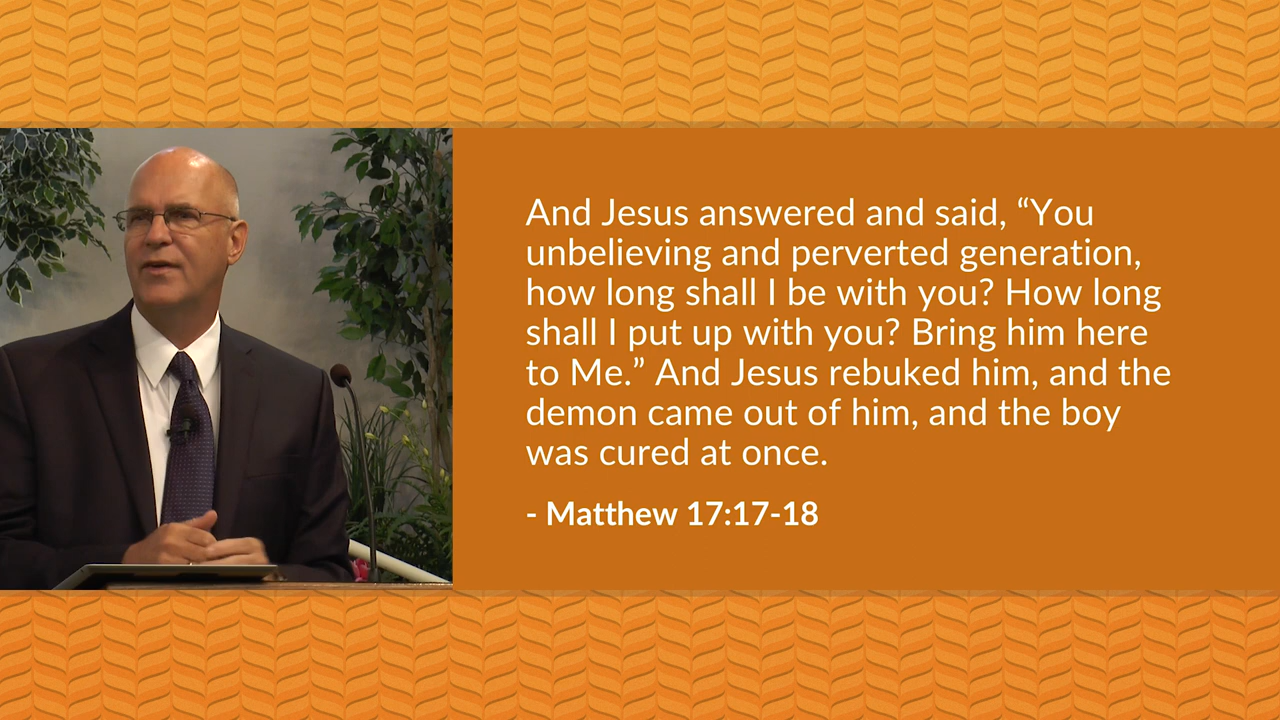 And Jesus answered and said, “You
unbelieving and perverted generation,
how long shall I be with you? How long
shall I put up with you? Bring him here
to Me.” And Jesus rebuked him, and the
demon came out of him, and the boy
was cured at once.
- Matthew 17:17-18